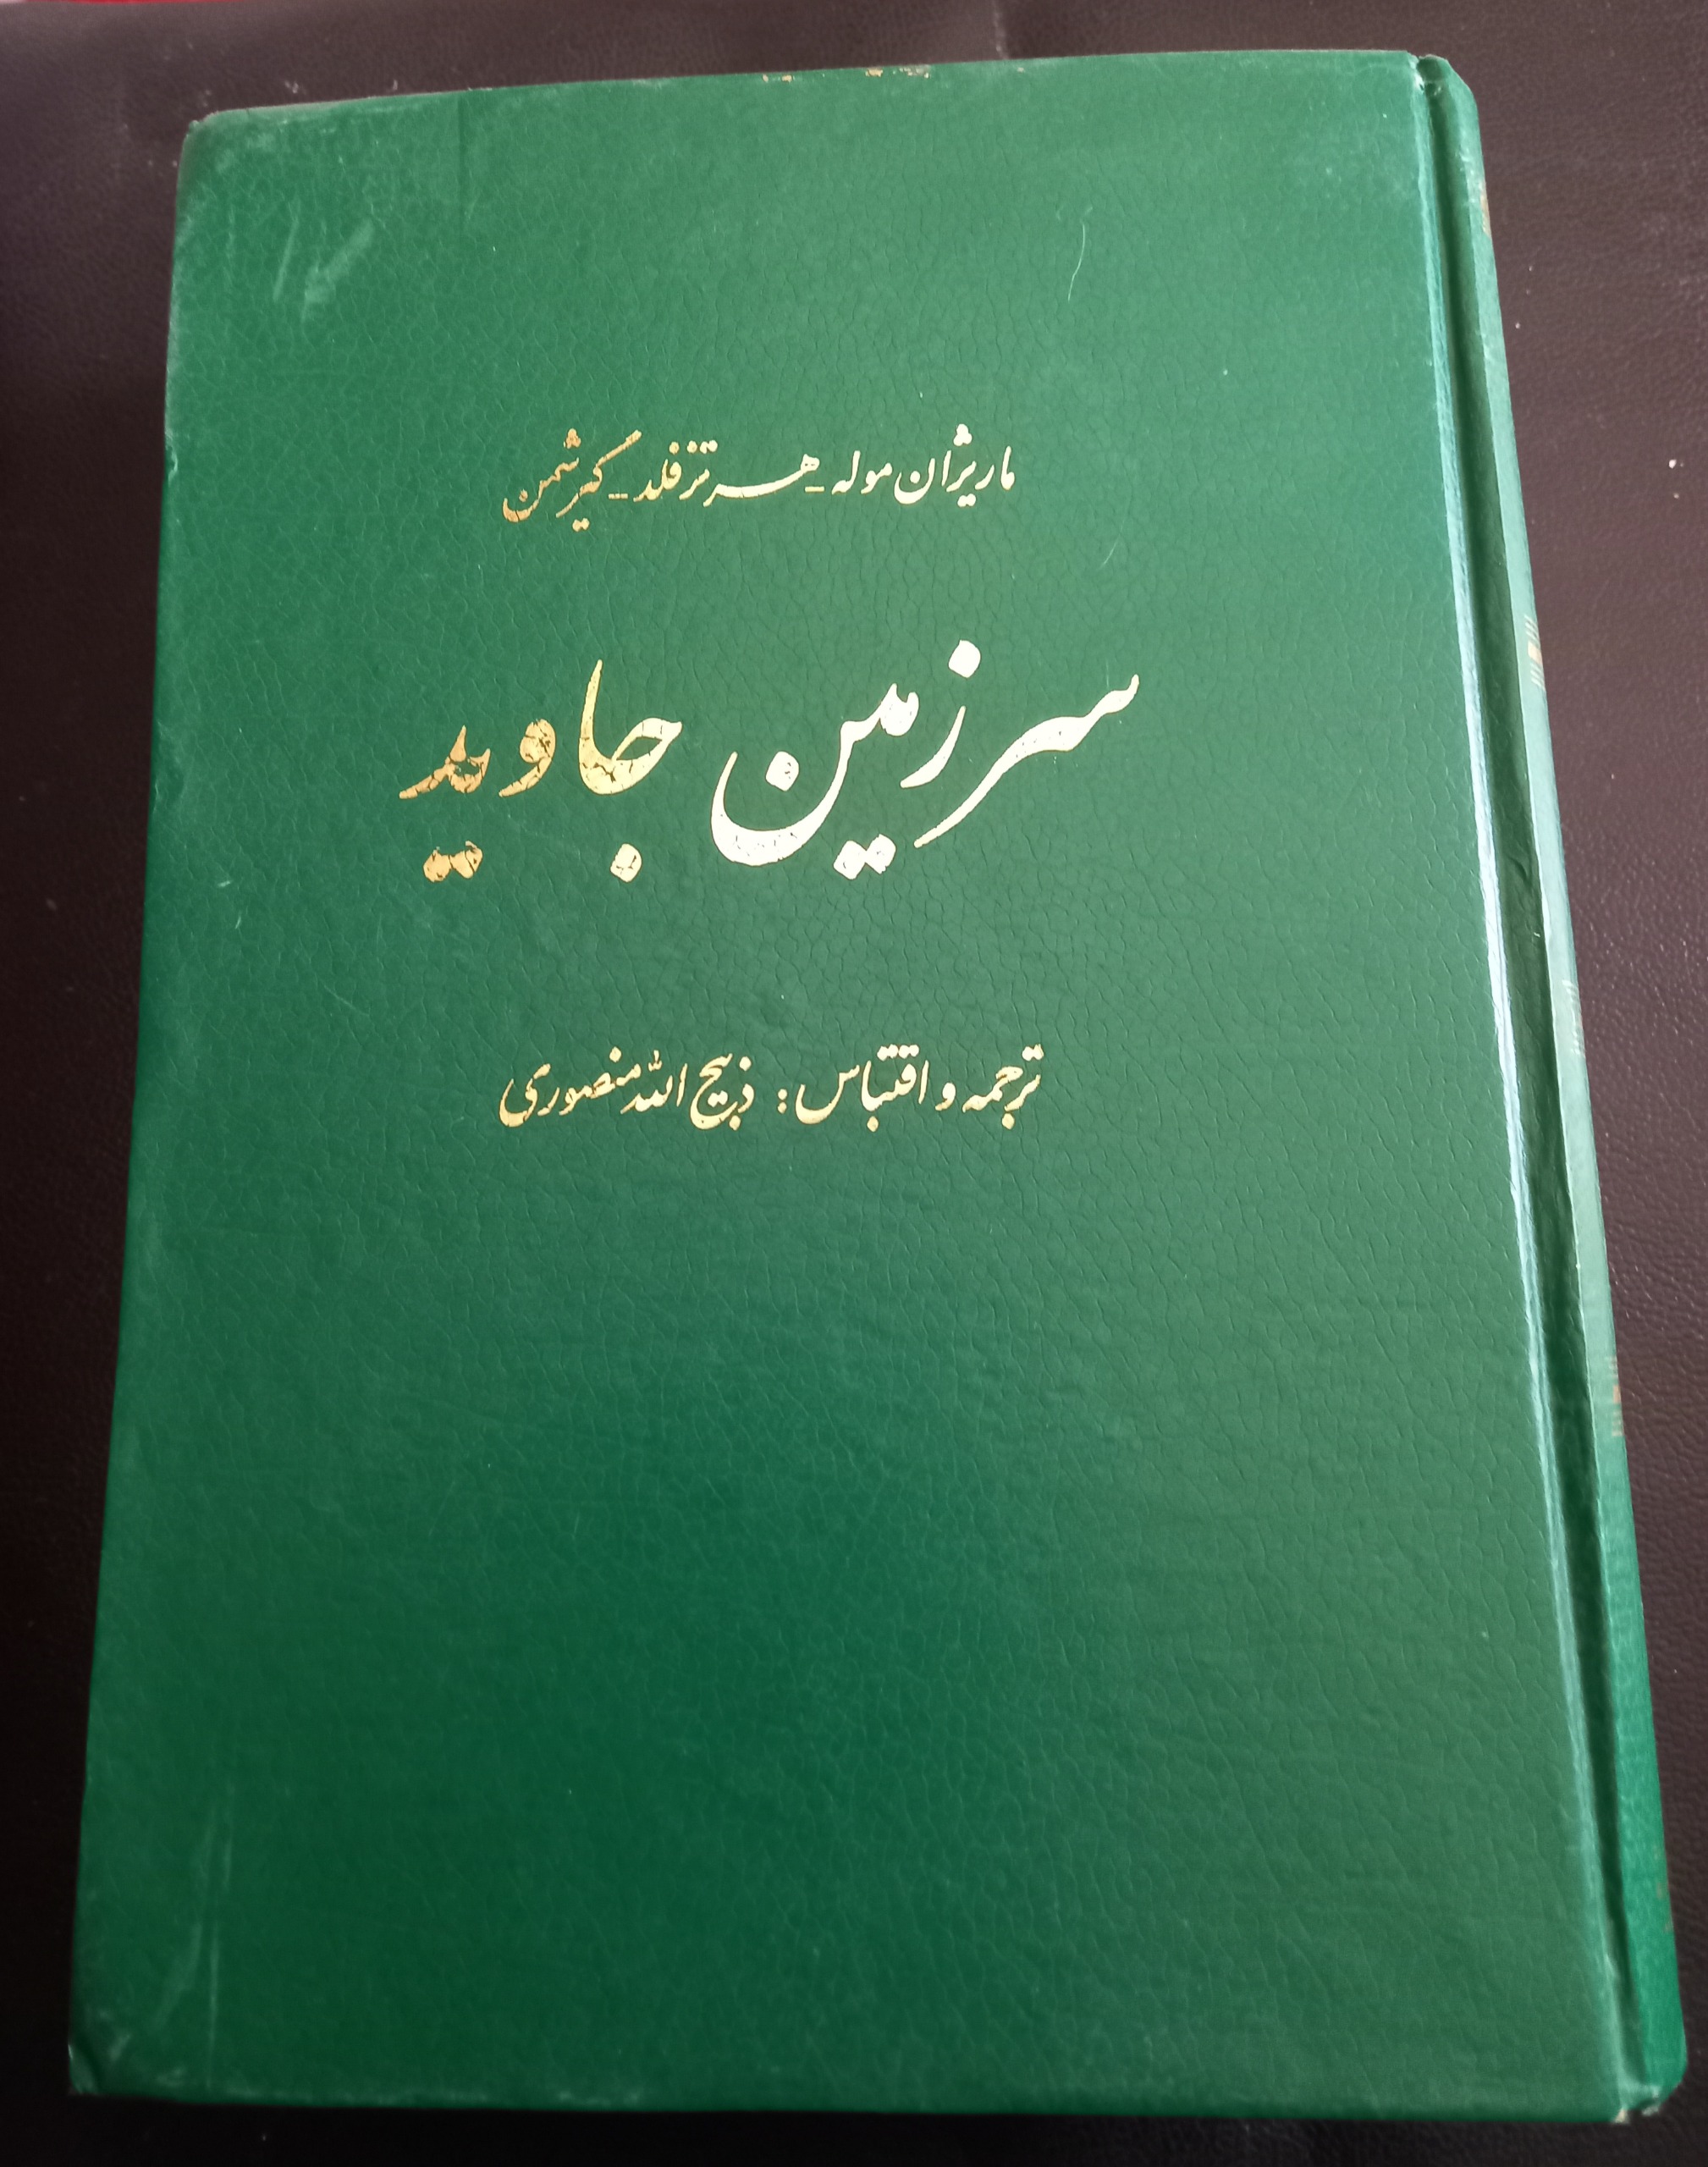 ماریژان موله - هرتزفلد - گیرشمن
سرزمین جاوید
ترجمه و اقتباس : ذبیح الله منصوری